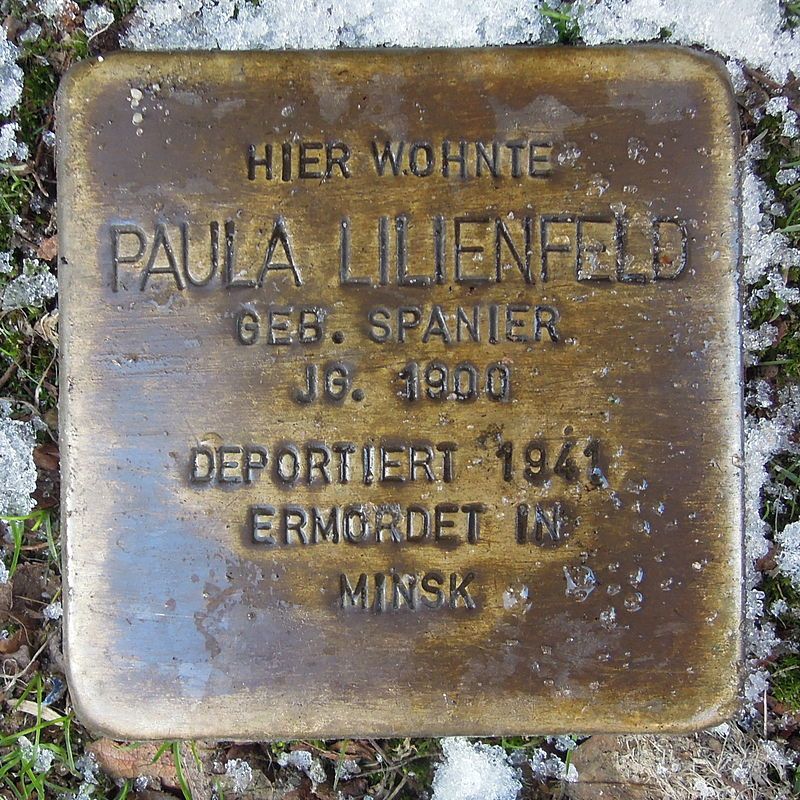 HIER WOHNTE
PAULA LILIENFELD
GEB. SPANIER
JG. 1900
DEPORTIERT 1941
ERMORDET IN
MINSK